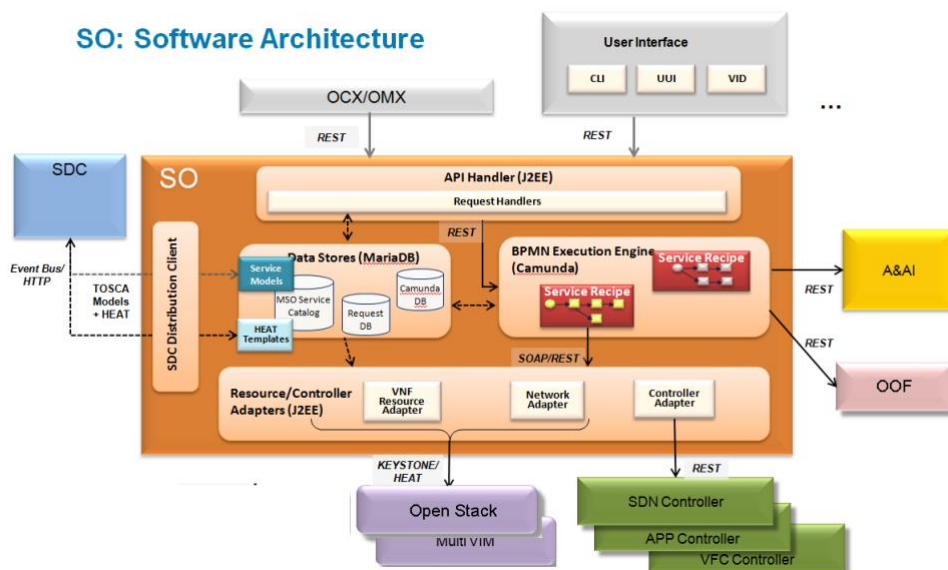 SO: Software Architecture
User Interface
CLI
UUI
VID
...
OCX/OMX
REST
REST
SDC
SO
API Handler (J2EE)
Request Handlers
REST
SDC Distribution Client
Event Bus/
HTTP
TOSCA
Models
+ HEAT
Data Stores (MariaDB)
Service
Models
MSO Service
Catalog
Request
DB
Camunda
DB
HEAT
Templates
BPMN Execution Engine
(Camunda)
Service Recipe
Service Recipe
A&AI
REST
REST
OOF
SOAP/REST
Resource/Controller
Adapters (J2EE)
VNF
Resource
Adapter
Network
Adapter
Controller
Adapter
KEYSTONE/
HEAT
REST
Open Stack
Multi VIM
SDN Controller
APP Controller
VFC Controller